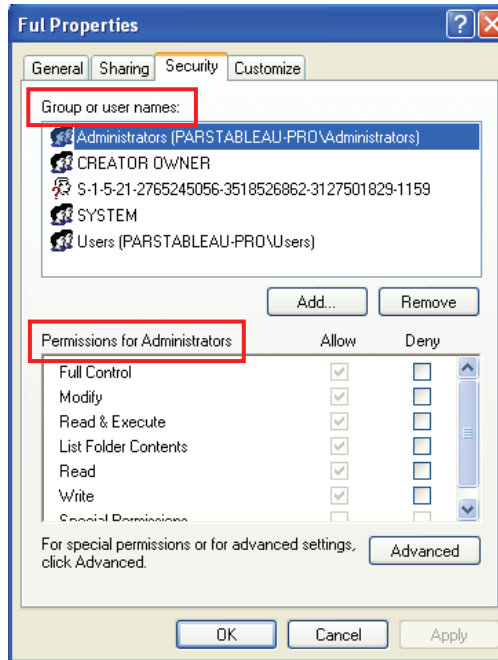 Ful Properties
General Sharing Security Customize
Group or user names:
Administrators (PARSTABLEAU-PRO\Administrators)
CREATOR OWNER
S-1-5-21-2765245056-3518526862-3127501829-1159
SYSTEM
Users (PARSTABLEAU-PRO\Users)
Add... Remove
Permissions for Administrators Allow Deny
Full Control
Modify
Read & Execute
List Folder Contents
Read
Write
Special Permissions
For special permissions or for advanced settings,
click Advanced.
Advanced
OK Cancel Apply